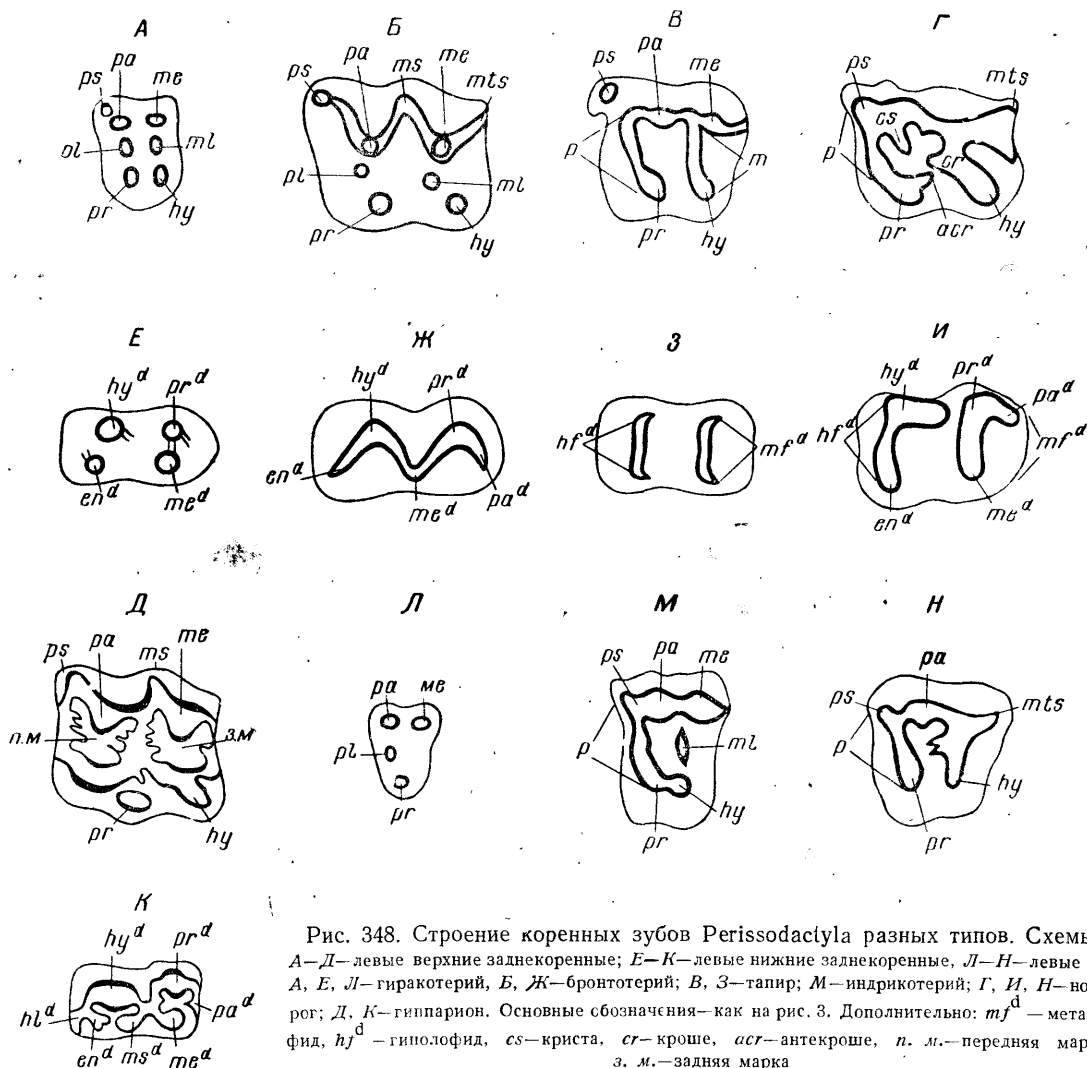 А Б В Г
ps pa me ol ml pr hy
ps pa ms me mts pl ml pr hy
ps pa me p m pr hy
ps mts cs cr p pr acr hy
Е Ж З И
hy^d pr^d en^d me^d
hy^d pr^d en^d me^d pa^d
hf^d mf^d
hy^d pr^d pa^d hf^d mf^d en^d me^d
Д Л М Н
ps pa ms me п.м з.м pr hy
pa ме pl pr
ps pa me p ml hy pr
ps pa mts p hy pr
К
hy^d pr^d hl^d pa^d en^d ms^d me^d
Рис. 348. Строение коренных зубов Perissodactyla разных типов. Схемы
А—Д—левые верхние заднекоренные; Е—К—левые нижние заднекоренные, Л—Н—левые
А, Е, Л—гиракотерий, Б, Ж—бронтотерий; В, З—тапир; М—индрикотерий; Г, И, Н—но
рог; Д, К—гиппарион. Основные обозначения—как на рис. 3. Дополнительно: mf^d — мета
фид, hf^d — гиполофид, cs—криста, cr—кроше, acr—антекроше, п. м.—передняя мар
з. м.—задняя марка